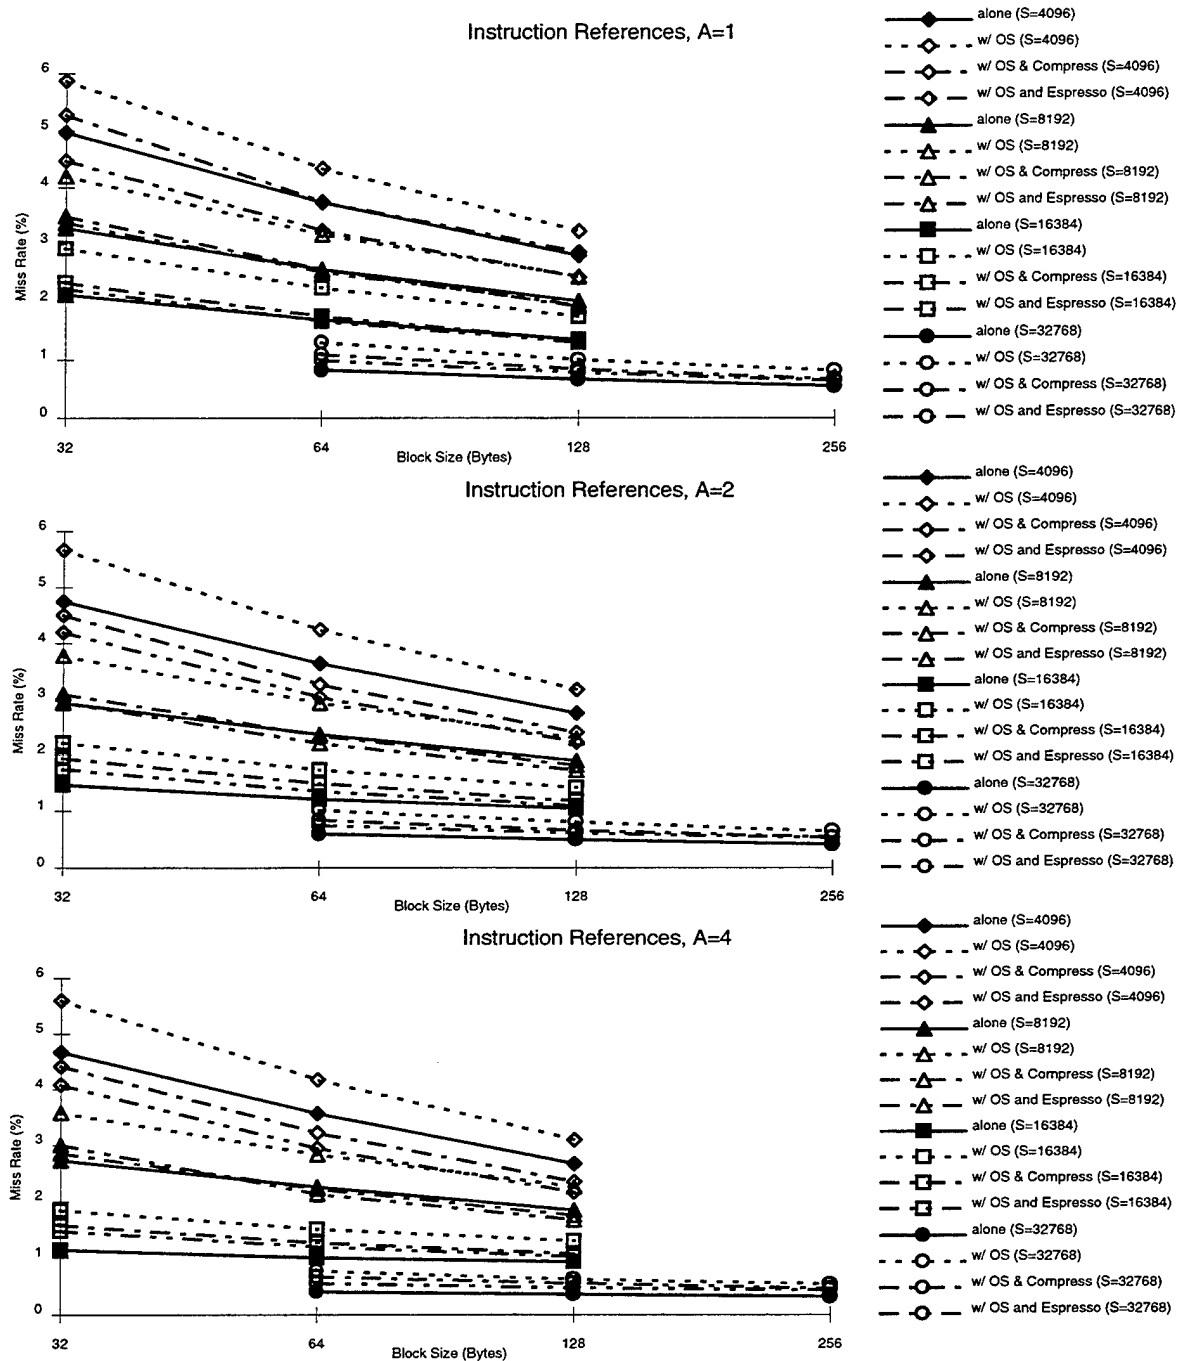 Instruction References, A=1
alone (S=4096)
w/ OS (S=4096)
w/ OS & Compress (S=4096)
w/ OS and Espresso (S=4096)
alone (S=8192)
w/ OS (S=8192)
w/ OS & Compress (S=8192)
w/ OS and Espresso (S=8192)
alone (S=16384)
w/ OS (S=16384)
w/ OS & Compress (S=16384)
w/ OS and Espresso (S=16384)
alone (S=32768)
w/ OS (S=32768)
w/ OS & Compress (S=32768)
w/ OS and Espresso (S=32768)
Miss Rate (%)
6
5
4
3
2
1
0
32
64
128
256
Block Size (Bytes)
Instruction References, A=2
alone (S=4096)
w/ OS (S=4096)
w/ OS & Compress (S=4096)
w/ OS and Espresso (S=4096)
alone (S=8192)
w/ OS (S=8192)
w/ OS & Compress (S=8192)
w/ OS and Espresso (S=8192)
alone (S=16384)
w/ OS (S=16384)
w/ OS & Compress (S=16384)
w/ OS and Espresso (S=16384)
alone (S=32768)
w/ OS (S=32768)
w/ OS & Compress (S=32768)
w/ OS and Espresso (S=32768)
Miss Rate (%)
6
5
4
3
2
1
0
32
64
128
256
Block Size (Bytes)
Instruction References, A=4
alone (S=4096)
w/ OS (S=4096)
w/ OS & Compress (S=4096)
w/ OS and Espresso (S=4096)
alone (S=8192)
w/ OS (S=8192)
w/ OS & Compress (S=8192)
w/ OS and Espresso (S=8192)
alone (S=16384)
w/ OS (S=16384)
w/ OS & Compress (S=16384)
w/ OS and Espresso (S=16384)
alone (S=32768)
w/ OS (S=32768)
w/ OS & Compress (S=32768)
w/ OS and Espresso (S=32768)
Miss Rate (%)
6
5
4
3
2
1
0
32
64
128
256
Block Size (Bytes)